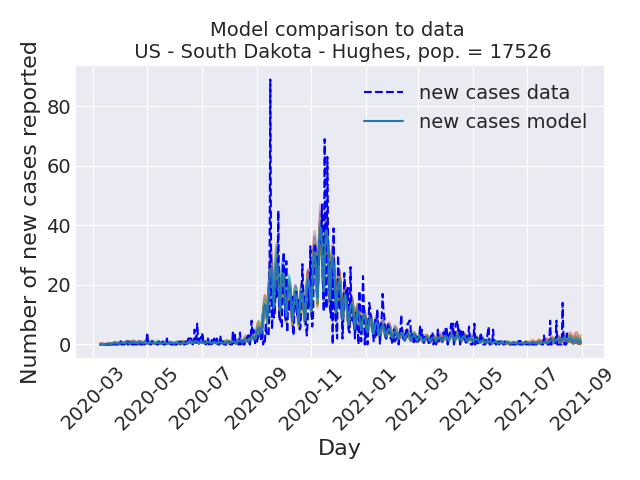 Model comparison to data
US - South Dakota - Hughes, pop. = 17526
Number of new cases reported
80
60
40
20
0
new cases data
new cases model
2020-03
2020-05
2020-07
2020-09
2020-11
2021-01
2021-03
2021-05
2021-07
2021-09
Day